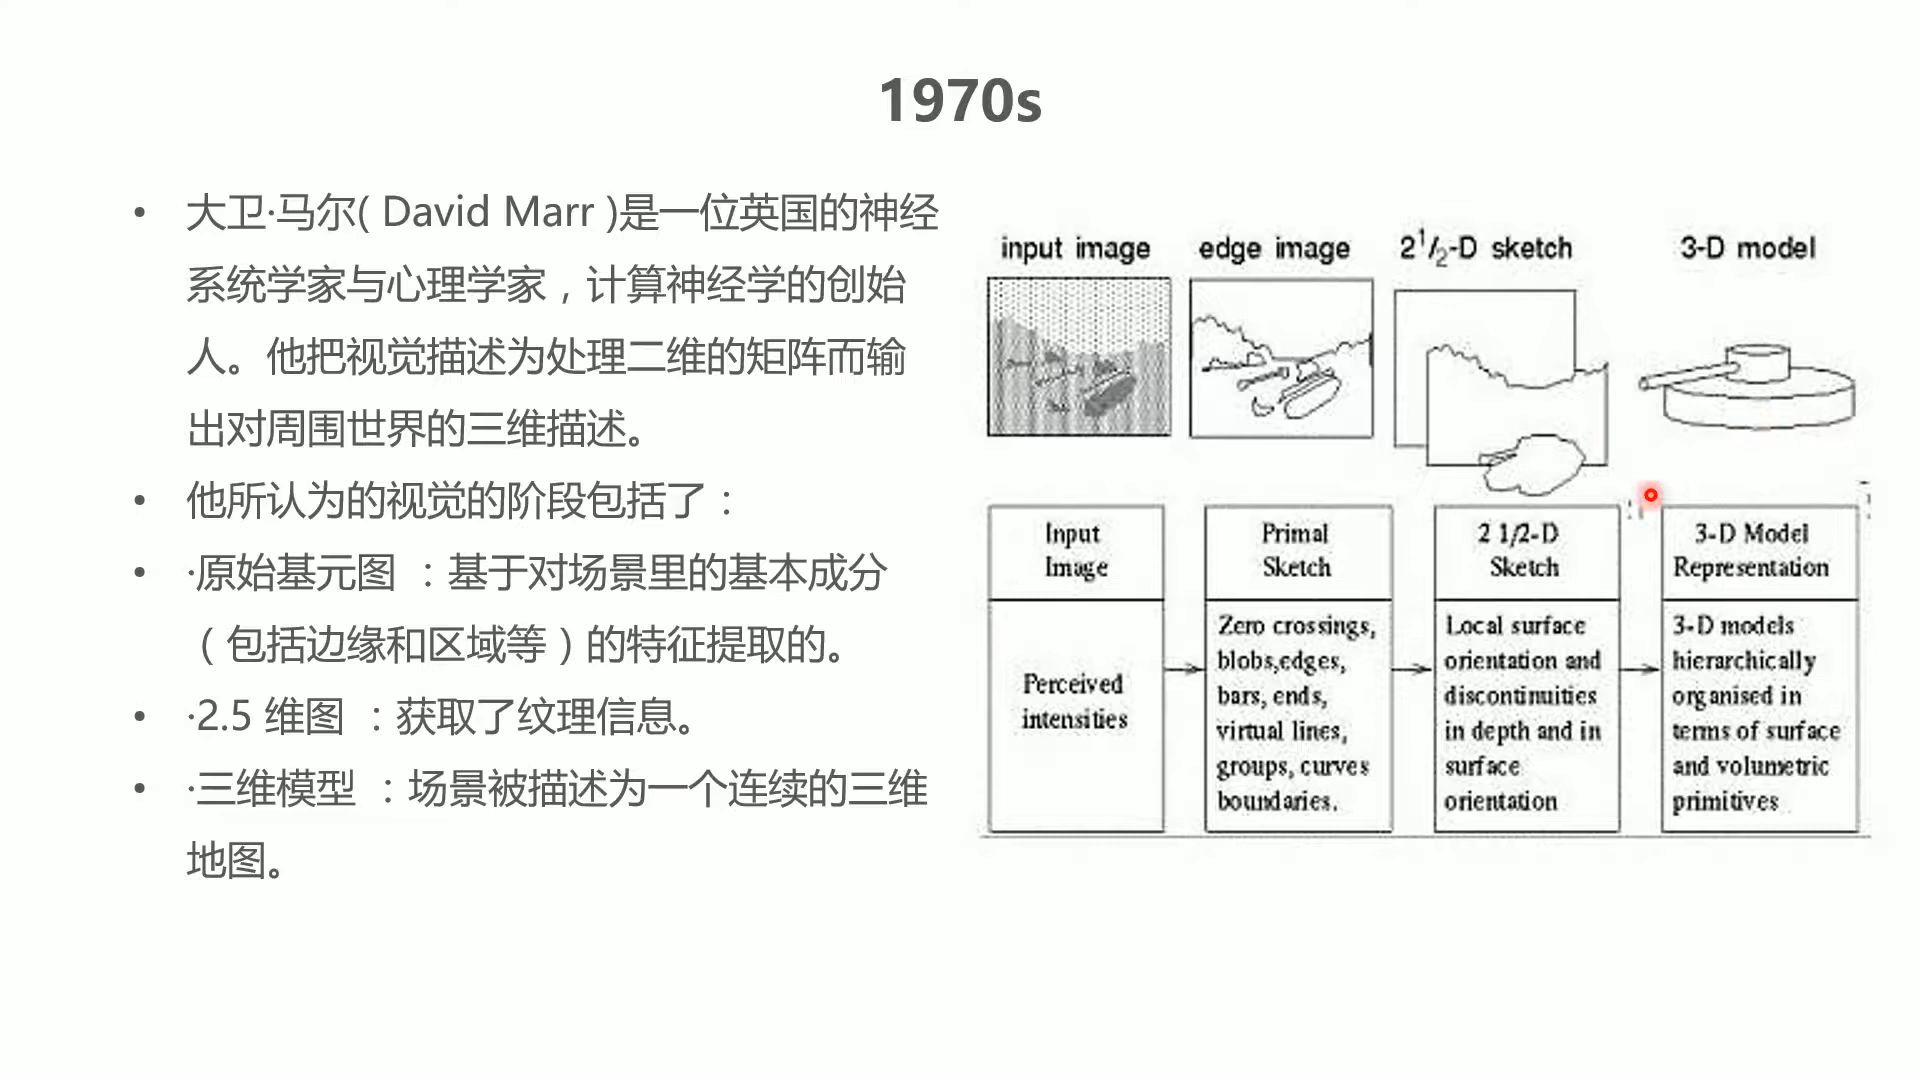 1970s
• 大卫·马尔( David Marr )是一位英国的神经
系统学家与心理学家，计算神经学的创始
人。他把视觉描述为处理二维的矩阵而输
出对周围世界的三维描述。
• 他所认为的视觉的阶段包括了：
• ·原始基元图 ：基于对场景里的基本成分
（包括边缘和区域等）的特征提取的。
• ·2.5 维图 ：获取了纹理信息。
• ·三维模型 ：场景被描述为一个连续的三维
地图。
input image
edge image
2 1/2-D sketch
3-D model
Input
Image
Perceived
intensities
Primal
Sketch
Zero crossings,
blobs,edges,
bars, ends,
virtual lines,
groups, curves
boundaries.
2 1/2-D
Sketch
Local surface
orientation and
discontinuities
in depth and in
surface
orientation
3-D Model
Representation
3-D models
hierarchically
organised in
terms of surface
and volumetric
primitives